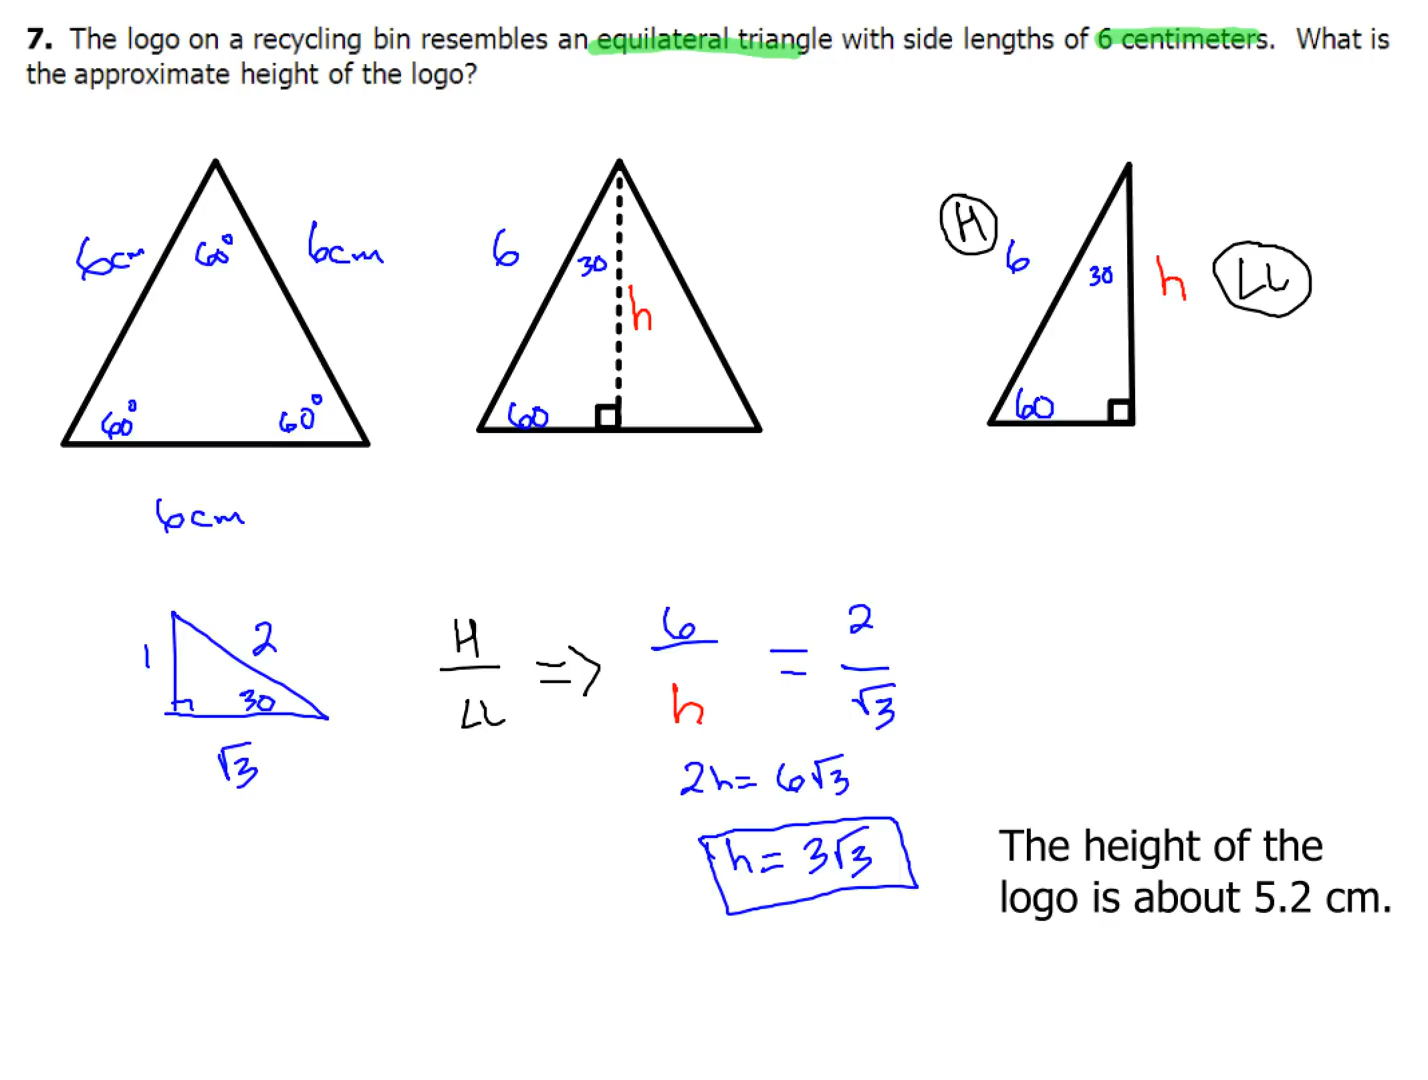 7. The logo on a recycling bin resembles an equilateral triangle with side lengths of 6 centimeters. What is
the approximate height of the logo?
6cm 60° 6cm
60° 60°
6cm
6 30 h
60
H 6 30 h LL
60
1 2 30 √3
H/LL => 6/h = 2/√3
2h = 6√3
h = 3√3
The height of the
logo is about 5.2 cm.